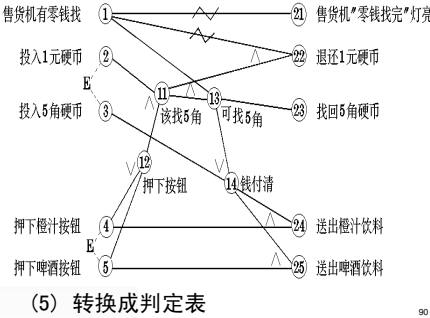 售货机有零钱找 1 21 售货机"零钱找完"灯亮
投入1元硬币 2 22 退还1元硬币
E
投入5角硬币 3 11 13 23 找回5角硬币
该找5角 可找5角
12 押下按钮
14 钱付清
押下橙汁按钮 4 24 送出橙汁饮料
E
押下啤酒按钮 5 25 送出啤酒饮料
(5) 转换成判定表
90